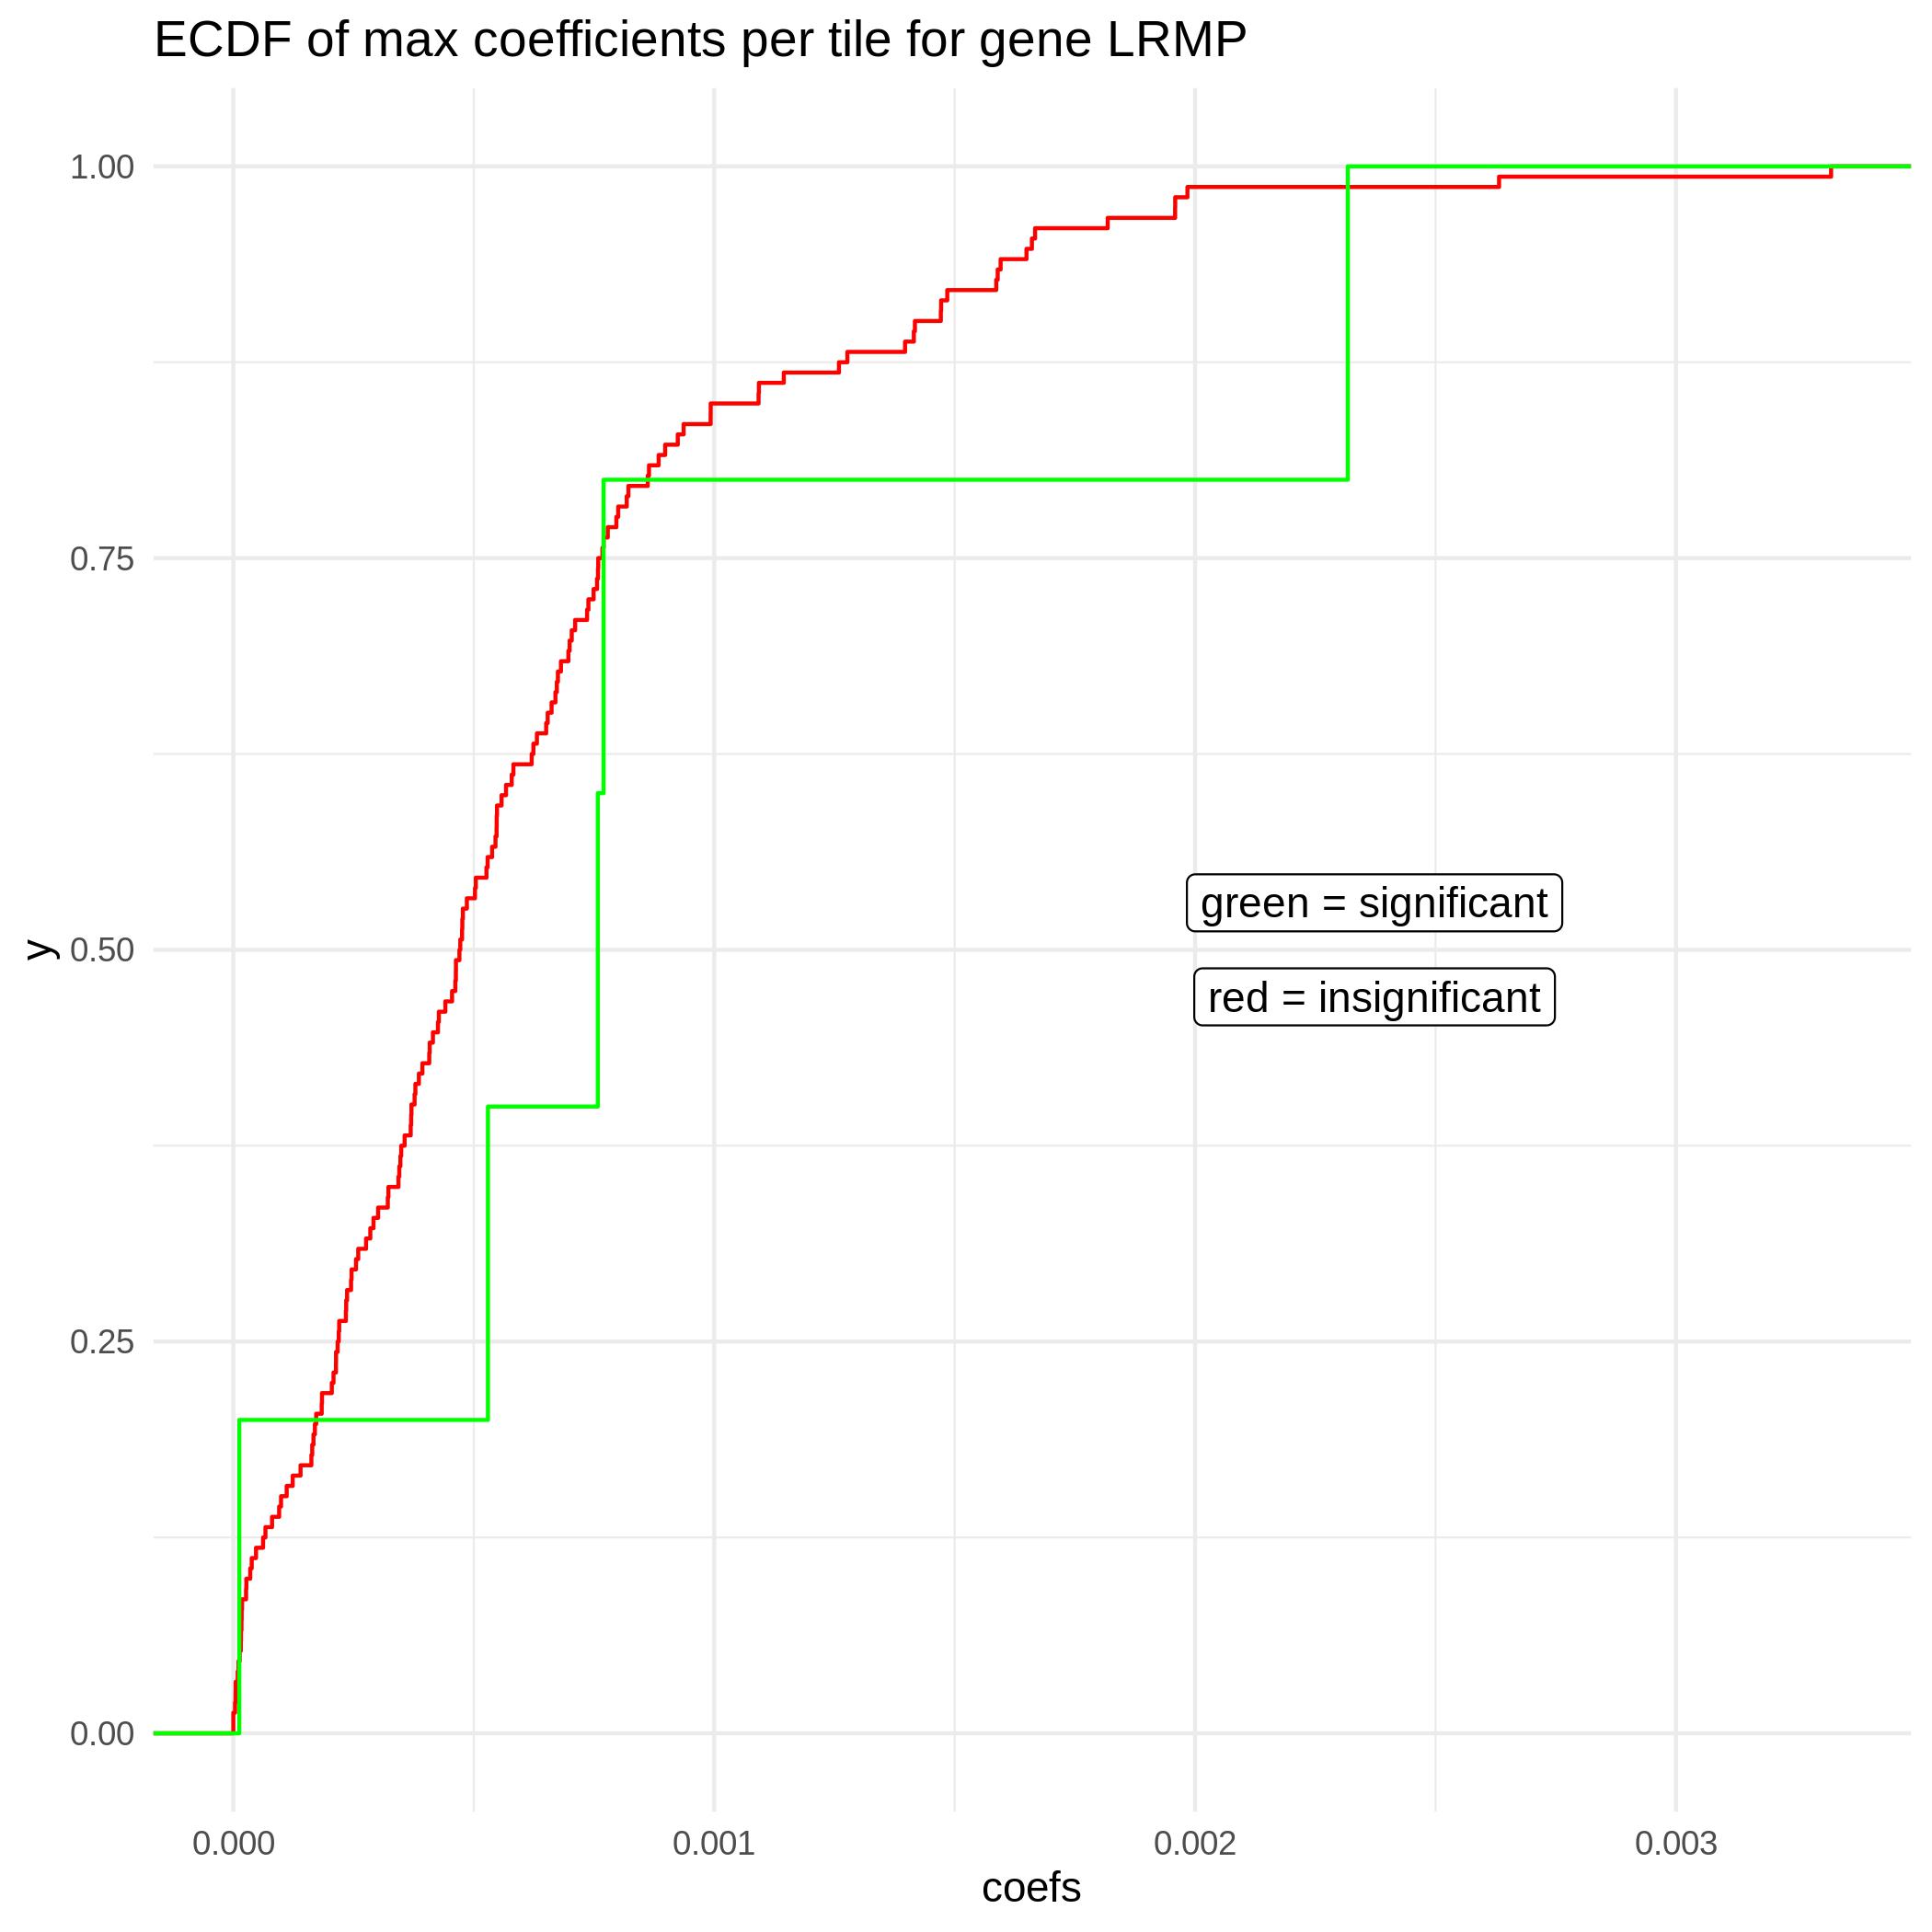 ECDF of max coefficients per tile for gene LRMP
1.00
0.75
0.50
0.25
0.00
y
green = significant
red = insignificant
0.000 0.001 0.002 0.003
coefs